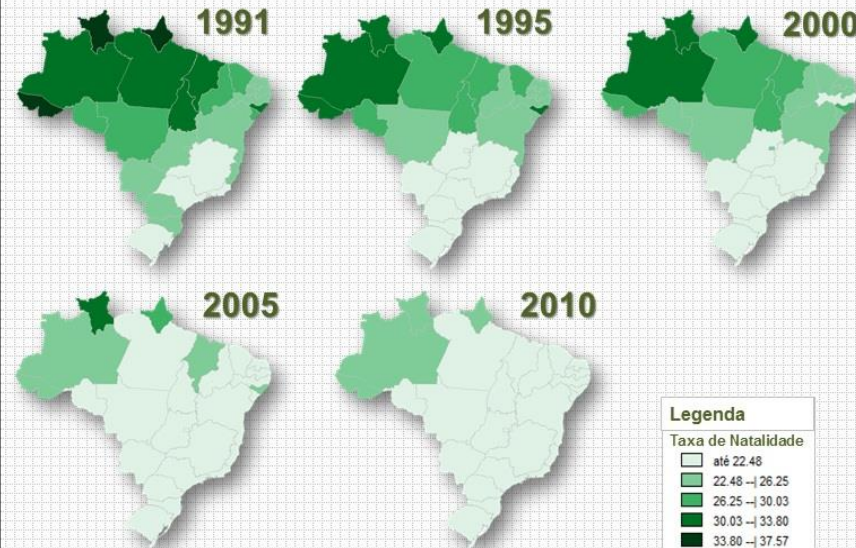 1991
1995
2000
2005
2010
Legenda
Taxa de Natalidade
até 22.48
22.48 --| 26.25
26.25 --| 30.03
30.03 --| 33.80
33.80 --| 37.57